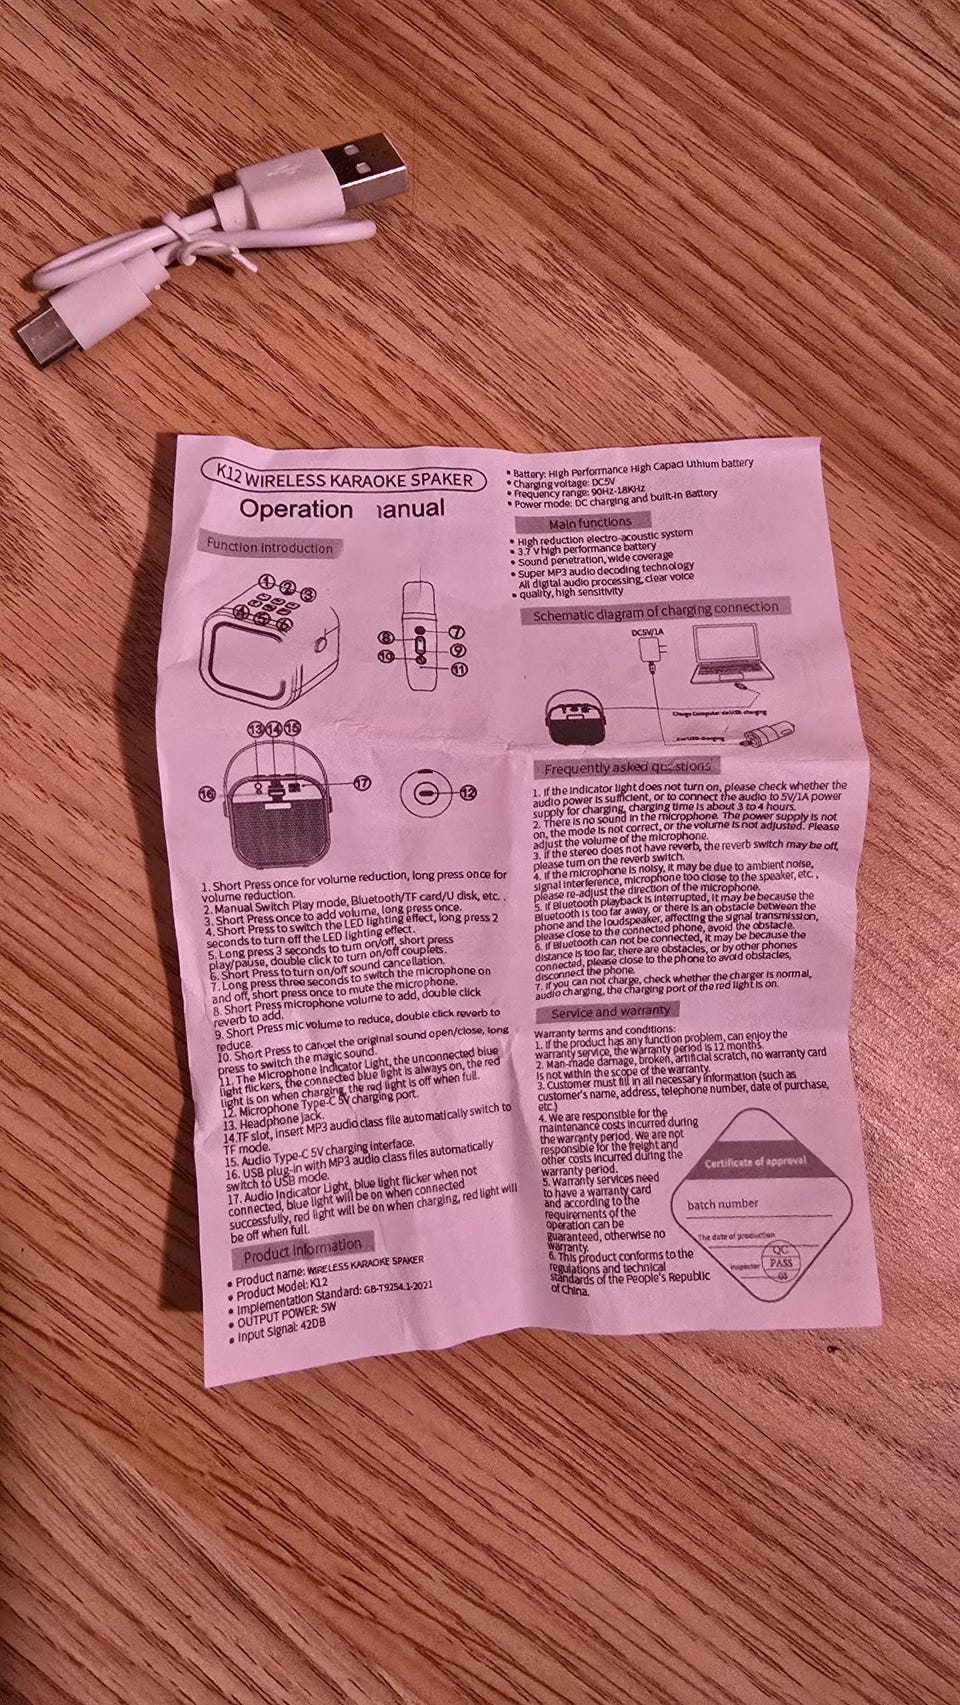 K12 WIRELESS KARAOKE SPAKER
Operation anual
Function introduction
① ② ③
④ ⑤ ⑥
⑦
⑧
⑨
⑩
⑪
⑬ ⑭ ⑮
⑯
⑰
⑫
1. Short Press once for volume reduction, long press once for
volume reduction.
2. Manual Switch Play mode, Bluetooth/TF card/U disk, etc. .
3. Short Press once to add volume, long press once.
4. Short Press to switch the LED lighting effect, long press 2
seconds to turn off the LED lighting effect.
5. Long press 3 seconds to turn on/off, short press
play/pause, double click to turn on/off couplets.
6. Short Press to turn on/off sound cancellation.
7. Long press three seconds to switch the microphone on
and off, short press once to mute the microphone.
8. Short Press microphone volume to add, double click
reverb to add.
9. Short Press mic volume to reduce, double click reverb to
reduce.
10. Short Press to cancel the original sound open/close, long
press to switch the magic sound.
11. The Microphone Indicator Light, the unconnected blue
light flickers, the connected blue light is always on, the red
light is on when charging, the red light is off when full.
12. Microphone Type-C 5V charging port.
13. Headphone jack.
14.TF slot, insert MP3 audio class file automatically switch to
TF mode.
15. Audio Type-C 5V charging interface.
16. USB plug-in with MP3 audio class files automatically
switch to USB mode.
17. Audio Indicator Light, blue light flicker when not
connected, blue light will be on when connected
successfully, red light will be on when charging, red light will
be off when full.
Product information
• Product name: WIRELESS KARAOKE SPAKER
• Product Model: K12
• Implementation Standard: GB-T9254.1-2021
• OUTPUT POWER: 5W
• Input Signal: 42DB
• Battery: High Performance High Capaci Lithium battery
• Charging voltage: DC5V
• Frequency range: 90Hz-18KHz
• Power mode: DC charging and built-in Battery
Main functions
• High reduction electro-acoustic system
• 3.7 V high performance battery
• Sound penetration, wide coverage
• Super MP3 audio decoding technology
All digital audio processing, clear voice
• quality, high sensitivity
Schematic diagram of charging connection
DC5V/1A
Charge Computer via USB charging
Car USB charging
Frequently asked questions
1. If the indicator light does not turn on, please check whether the
audio power is sufficient, or to connect the audio to 5V/1A power
supply for charging, charging time is about 3 to 4 hours.
2. There is no sound in the microphone. The power supply is not
on, the mode is not correct, or the volume is not adjusted. Please
adjust the volume of the microphone.
3. If the stereo does not have reverb, the reverb switch may be off,
please turn on the reverb switch.
4. If the microphone is noisy, it may be due to ambient noise,
signal interference, microphone too close to the speaker, etc. ,
please re-adjust the direction of the microphone.
5. If Bluetooth playback is interrupted, it may be because the
Bluetooth is too far away, or there is an obstacle between the
phone and the loudspeaker, affecting the signal transmission,
please close to the connected phone, avoid the obstacle.
6. If Bluetooth can not be connected, it may be because the
distance is too far, there are obstacles, or by other phones
connected, please close to the phone to avoid obstacles,
disconnect the phone.
7. If you can not charge, check whether the charger is normal,
audio charging, the charging port of the red light is on.
Service and warranty
Warranty terms and conditions:
1. If the product has any function problem, can enjoy the
warranty service, the warranty period is 12 months.
2. Man-made damage, broken, artificial scratch, no warranty card
is not within the scope of the warranty.
3. Customer must fill in all necessary information (such as
customer's name, address, telephone number, date of purchase,
etc.)
4. We are responsible for the
maintenance costs incurred during
the warranty period. We are not
responsible for the freight and
other costs incurred during the
warranty period.
5. Warranty services need
to have a warranty card
and according to the
requirements of the
operation can be
guaranteed, otherwise no
warranty.
6. This product conforms to the
regulations and technical
standards of the People's Republic
of China.
Certificate of approval
batch number
The date of production
Inspector
QC
PASS
03